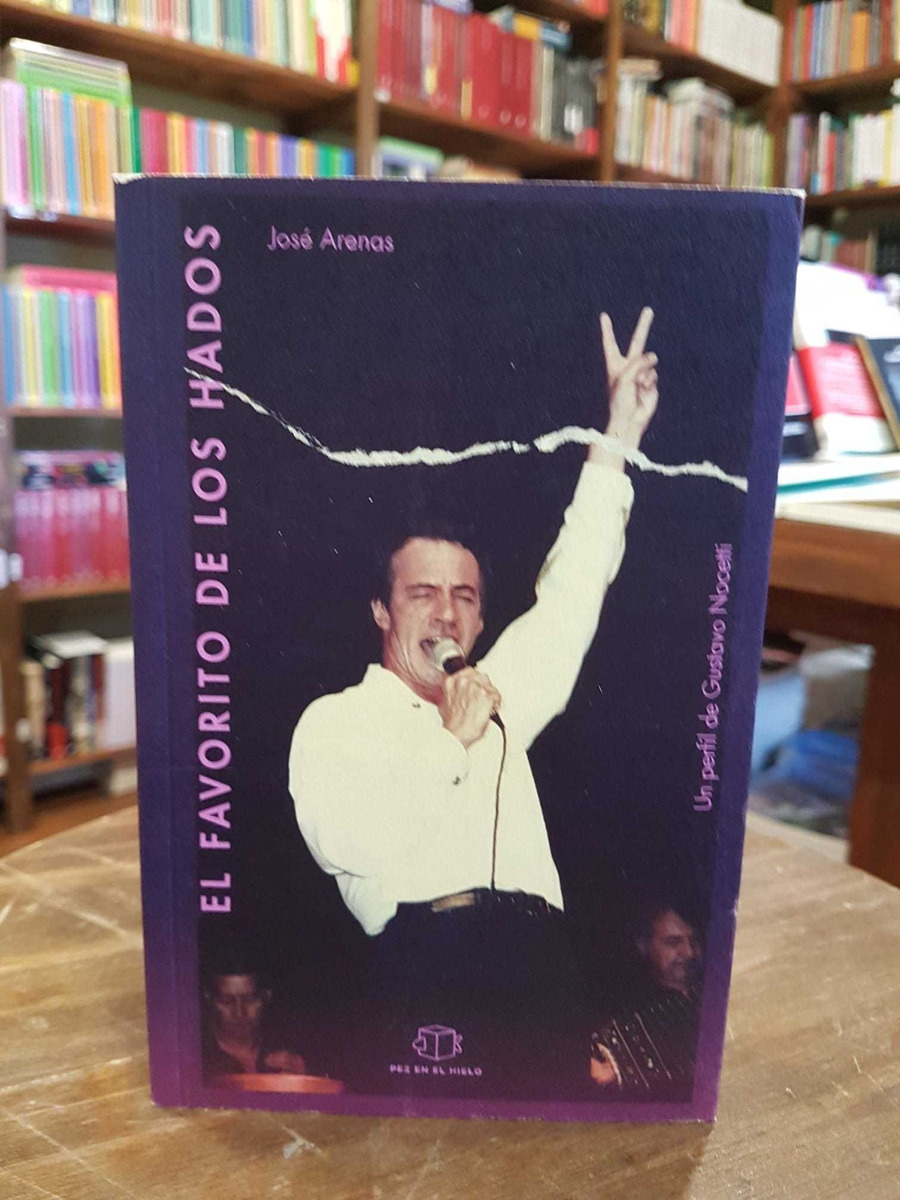 José Arenas
EL FAVORITO DE LOS HADOS
Un perfil de Gustavo Nocetti
PEZ EN EL HIELO